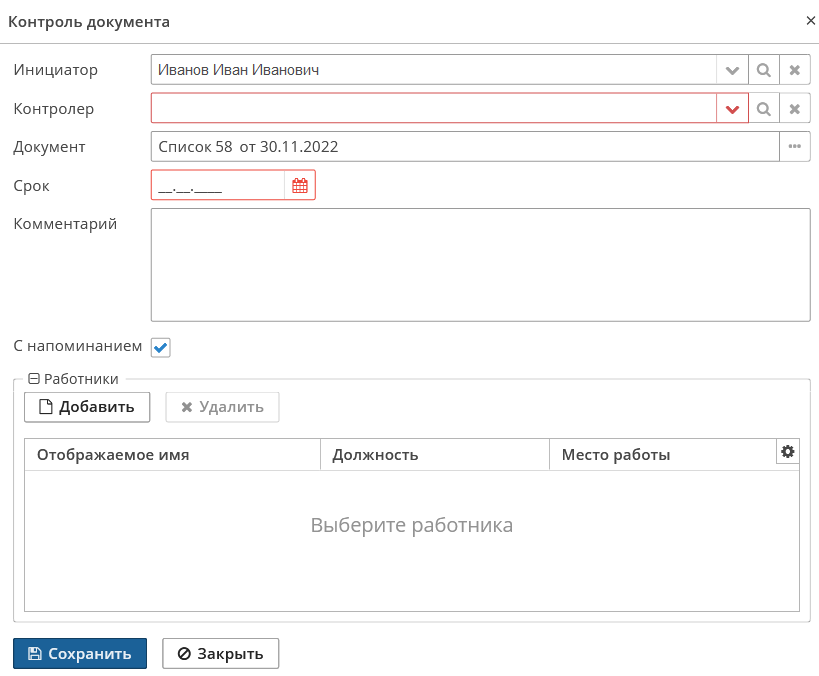 Контроль документа
Инициатор Иванов Иван Иванович
Контролер
Документ Список 58 от 30.11.2022
Срок __.__.____
Комментарий
С напоминанием
Работники
Добавить Удалить
Отображаемое имя Должность Место работы
Выберите работника
Сохранить Закрыть